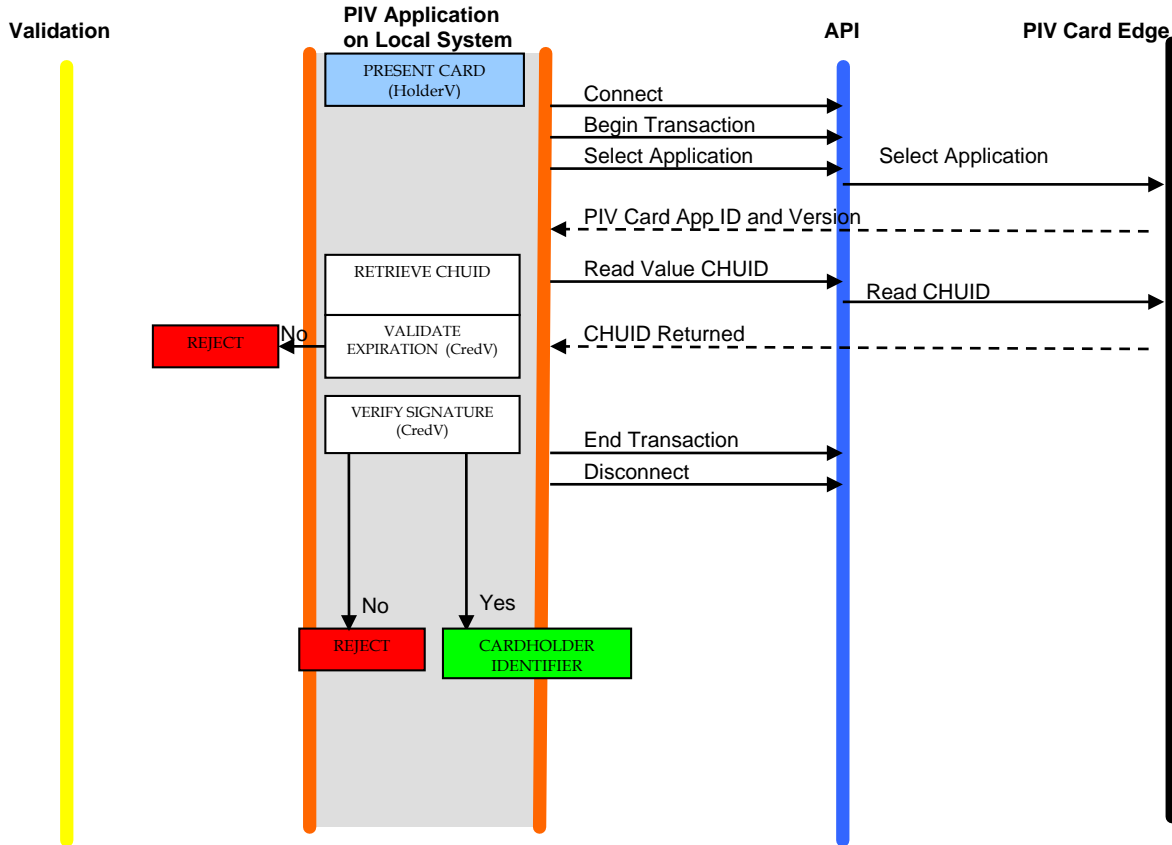 Validation
PIV Application
on Local System
API
PIV Card Edge
PRESENT CARD
(HolderV)
Connect
Begin Transaction
Select Application
Select Application
PIV Card App ID and Version
RETRIEVE CHUID
Read Value CHUID
Read CHUID
REJECT
No
VALIDATE
EXPIRATION (CredV)
CHUID Returned
VERIFY SIGNATURE
(CredV)
End Transaction
Disconnect
No
Yes
REJECT
CARDHOLDER
IDENTIFIER